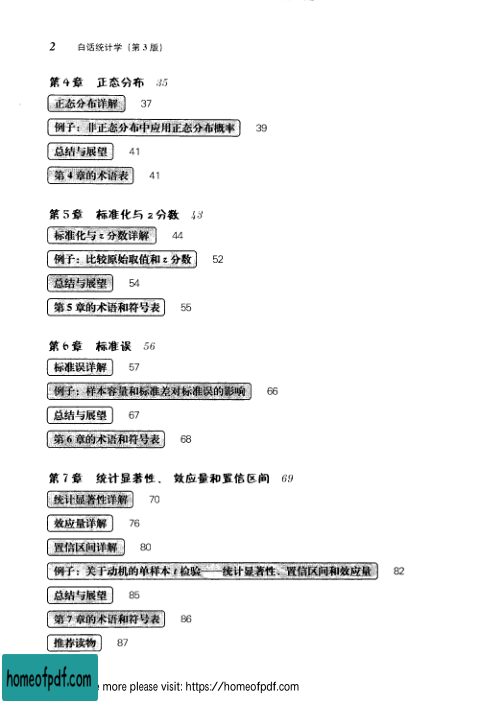 2 白话统计学（第3版）
第4章 正态分布 35
正态分布详解 37
例子：非正态分布中应用正态分布概率 39
总结与展望 41
第4章的术语表 41
第5章 标准化与z分数 43
标准化与z分数详解 44
例子：比较原始取值和z分数 52
总结与展望 54
第5章的术语和符号表 55
第6章 标准误 56
标准误详解 57
例子：样本容量和标准差对标准误的影响 66
总结与展望 67
第6章的术语和符号表 68
第7章 统计显著性、效应量和置信区间 69
统计显著性详解 70
效应量详解 76
置信区间详解 80
例子：关于动机的单样本t检验——统计显著性、置信区间和效应量 82
总结与展望 85
第7章的术语和符号表 86
推荐读物 87
homeofpdf.com
more please visit: https://homeofpdf.com